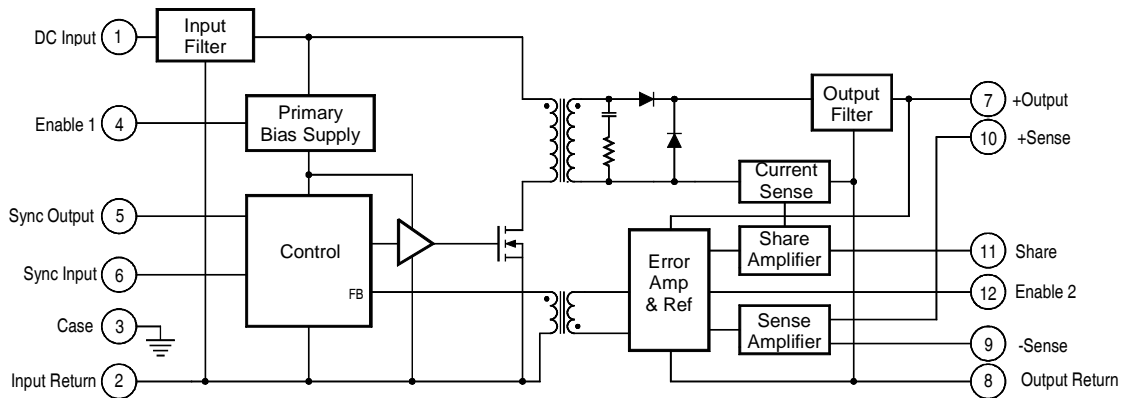 DC Input
1
Input
Filter
Enable 1
4
Primary
Bias Supply
Output
Filter
7
+Output
10
+Sense
Current
Sense
Sync Output
5
Control
Share
Amplifier
11
Share
Sync Input
6
FB
Error
Amp
& Ref
12
Enable 2
Case
3
Sense
Amplifier
9
-Sense
Input Return
2
8
Output Return